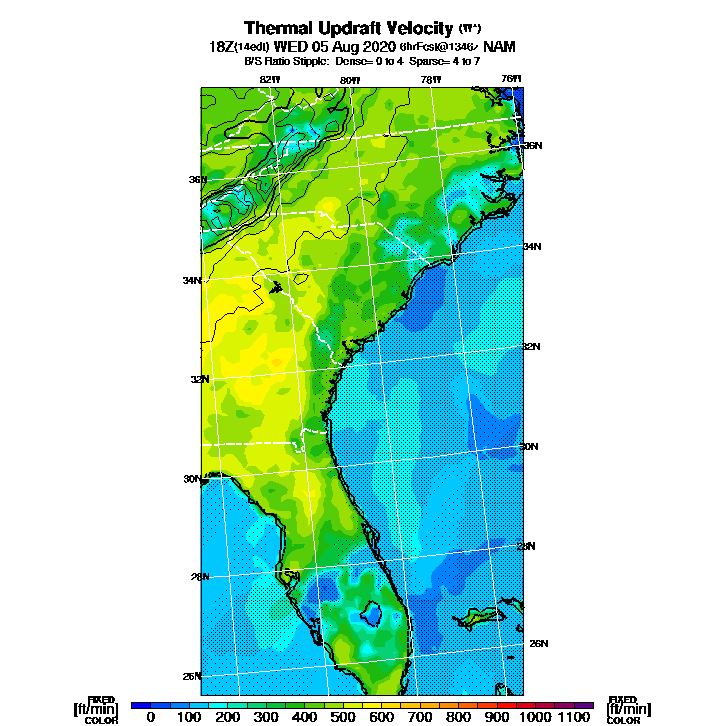 Thermal Updraft Velocity (W*)
18Z(14edt) WED 05 Aug 2020 6hrFcst@1346z NAM
B/S Ratio Stipple: Dense= 0 to 4 Sparse= 4 to 7
82W 80W 78W 76W
36N
36N
34N
34N
32N
32N
30N
30N
28N
28N
26N
26N
FIXED
[ft/min]
COLOR
0 100 200 300 400 500 600 700 800 900 1000 1100
FIXED
[ft/min]
COLOR